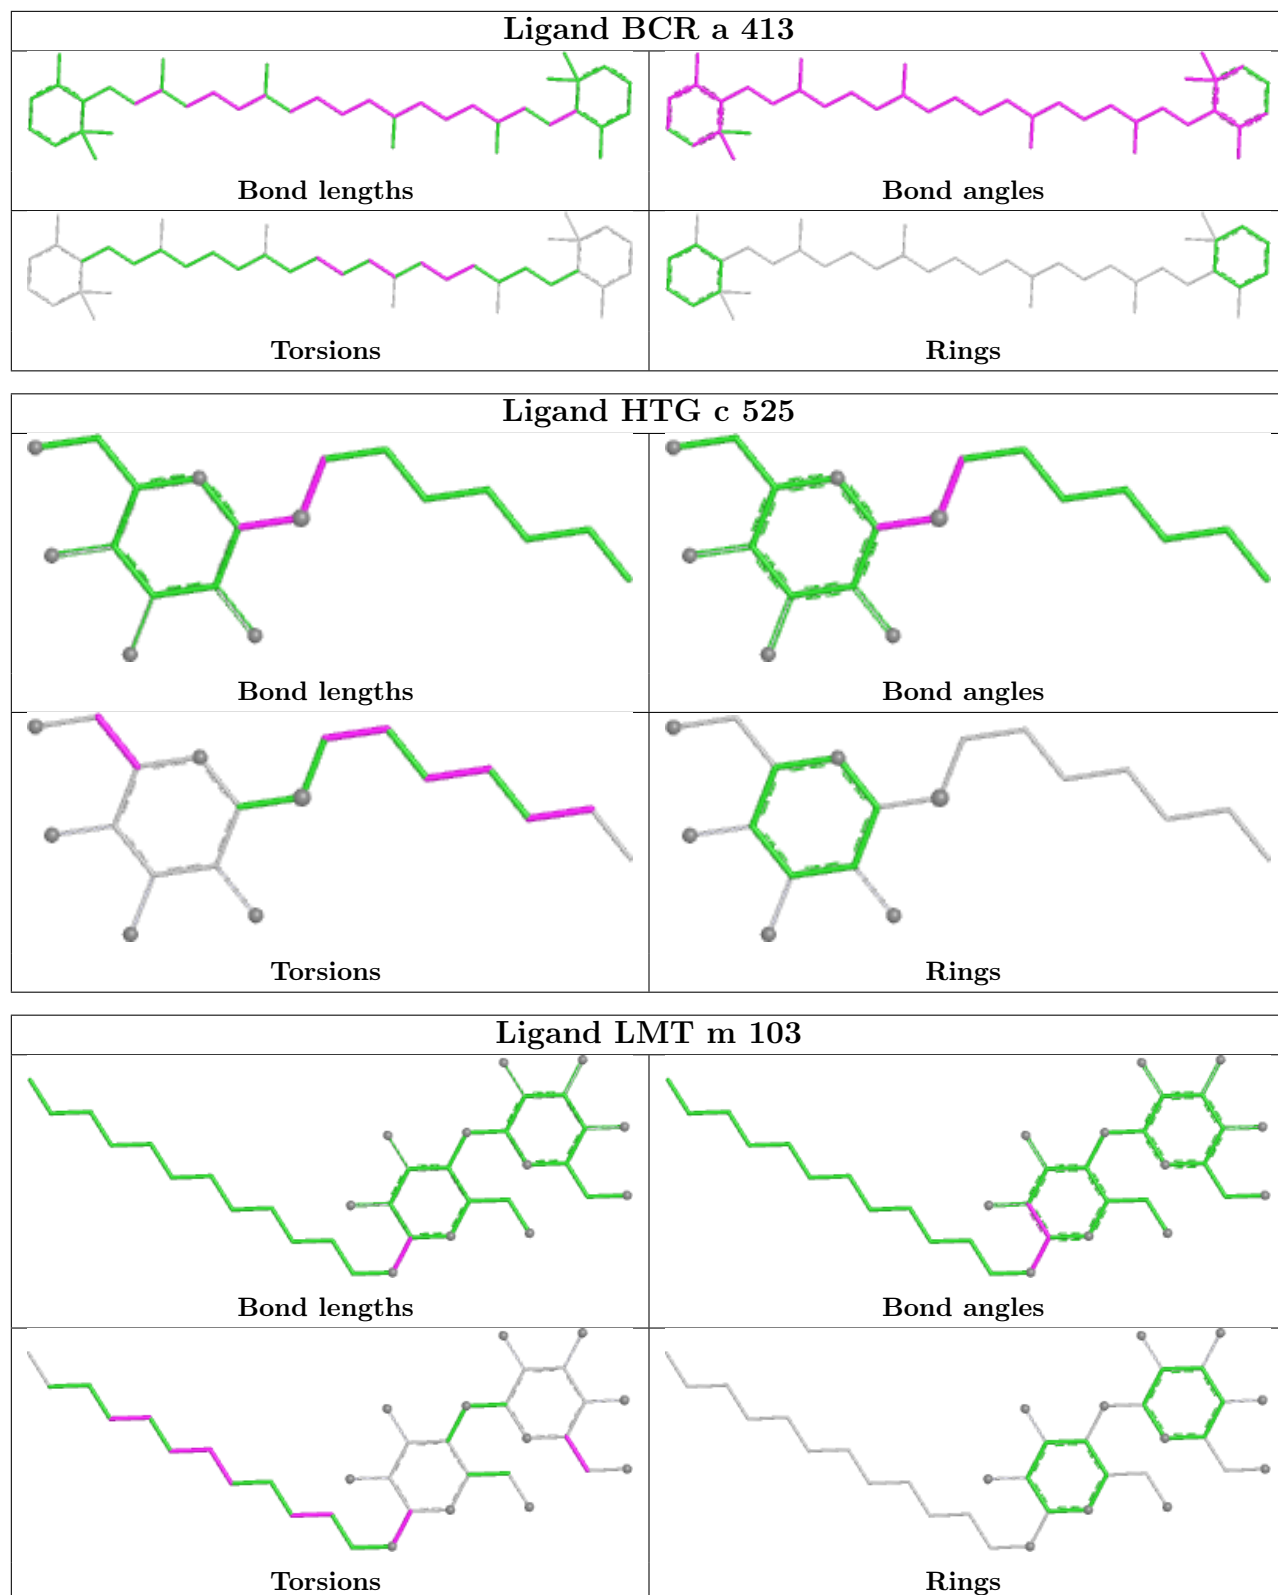 Ligand BCR a 413
Bond lengths
Bond angles
Torsions
Rings
Ligand HTG c 525
Bond lengths
Bond angles
Torsions
Rings
Ligand LMT m 103
Bond lengths
Bond angles
Torsions
Rings